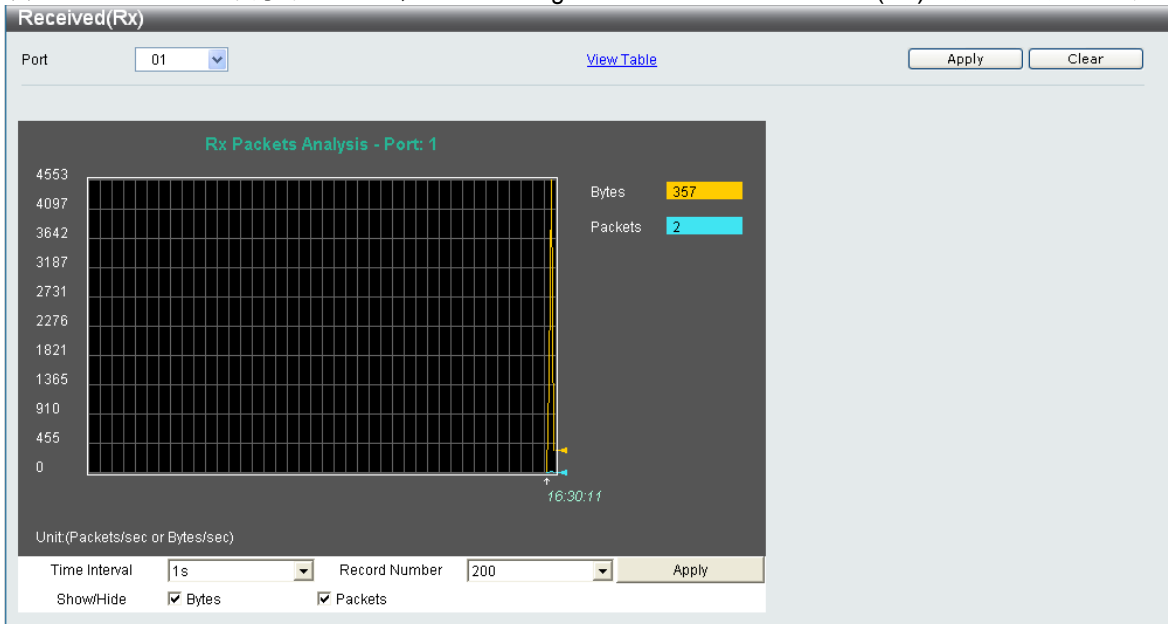 Received(Rx)
Port 01 View Table Apply Clear
Rx Packets Analysis - Port: 1
4553
4097
3642
3187
2731
2276
1821
1365
910
455
0
Bytes 357
Packets 2
16:30:11
Unit:(Packets/sec or Bytes/sec)
Time Interval 1s Record Number 200 Apply
Show/Hide Bytes Packets